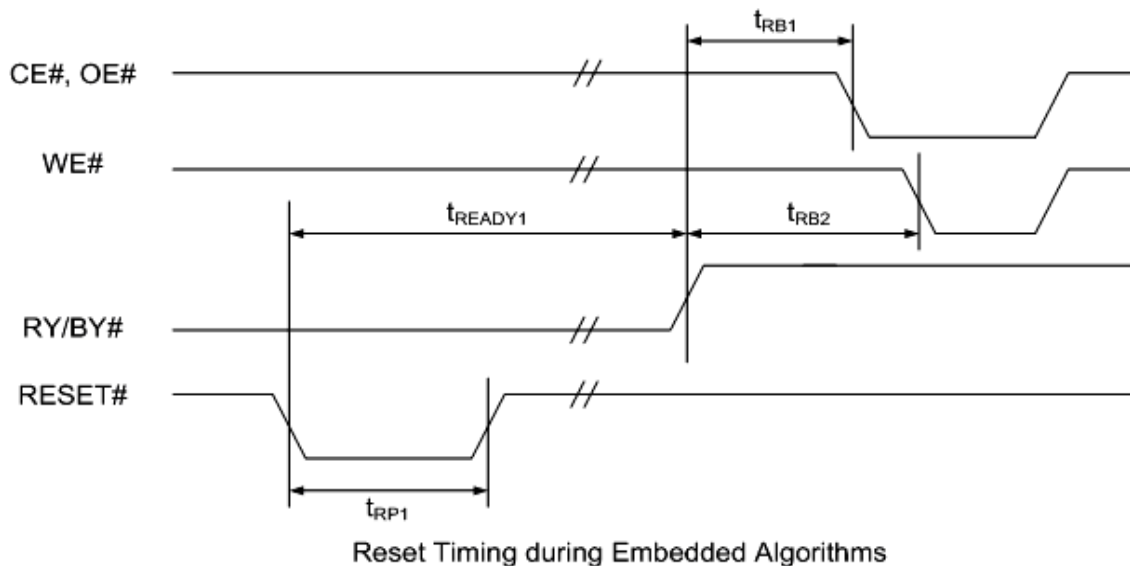 tRB1
CE#, OE#
WE#
tREADY1
tRB2
RY/BY#
RESET#
tRP1
Reset Timing during Embedded Algorithms